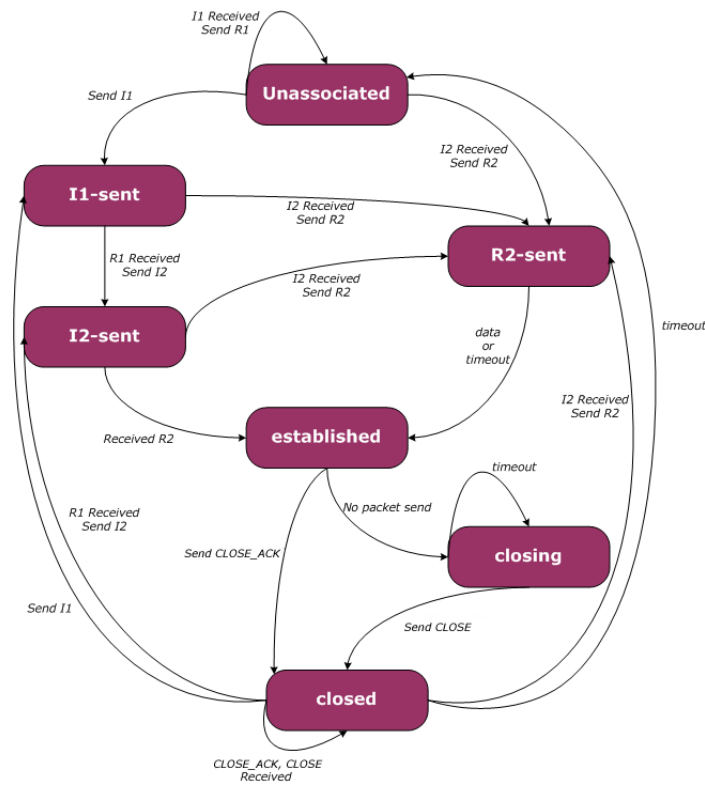 I1 Received
Send R1
Unassociated
Send I1
I2 Received
Send R2
I1-sent
I2 Received
Send R2
R2-sent
R1 Received
Send I2
I2 Received
Send R2
I2-sent
data
or
timeout
timeout
I2 Received
Send R2
Received R2
established
timeout
No packet send
R1 Received
Send I2
Send CLOSE_ACK
closing
Send I1
Send CLOSE
closed
CLOSE_ACK, CLOSE
Received